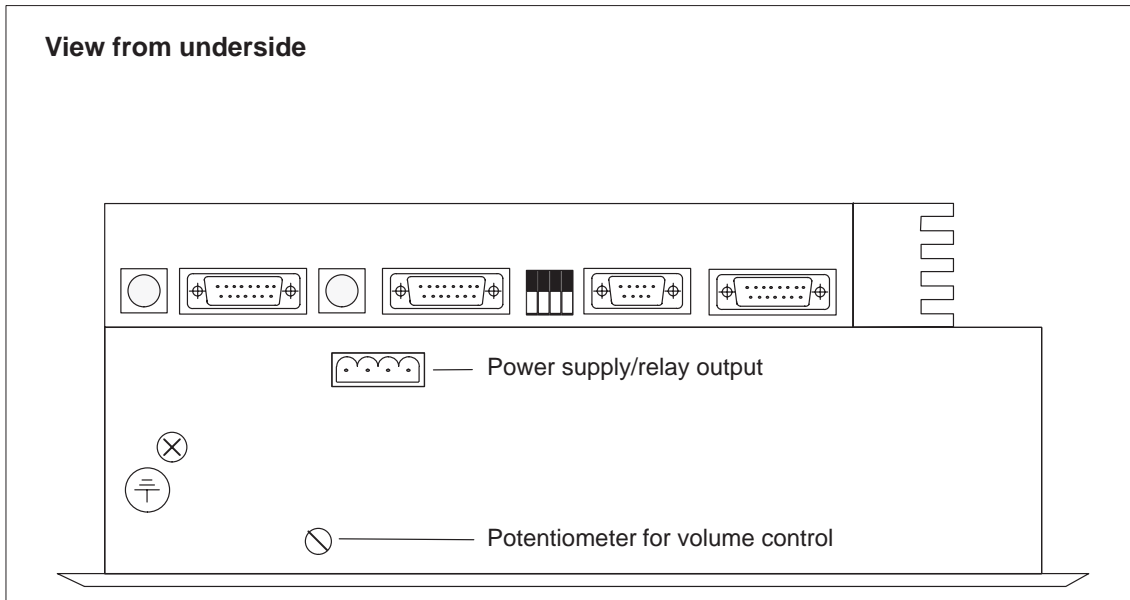 View from underside
Power supply/relay output
Potentiometer for volume control